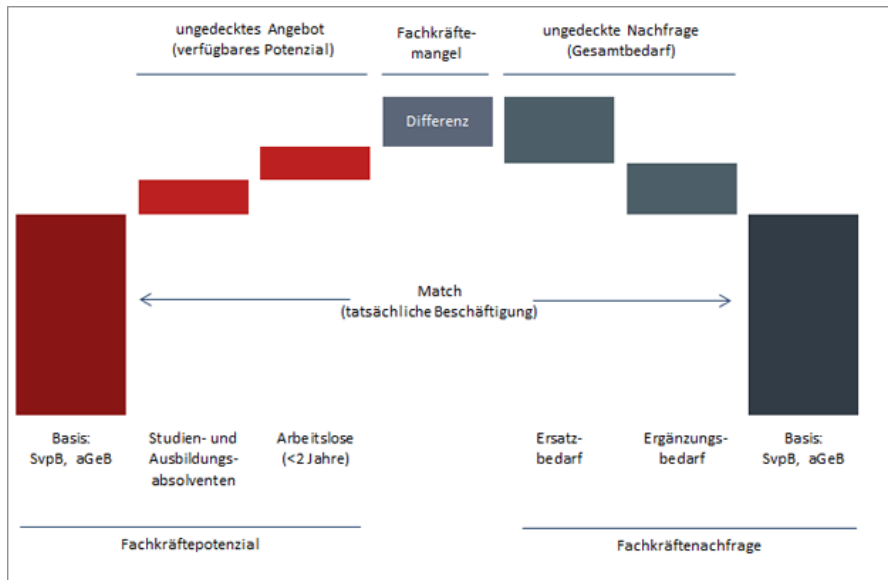 ungedecktes Angebot
(verfügbares Potenzial)
Fachkräfte-
mangel
ungedeckte Nachfrage
(Gesamtbedarf)
Differenz
Match
(tatsächliche Beschäftigung)
Basis:
SvpB, aGeB
Studien- und
Ausbildungs-
absolventen
Arbeitslose
(<2 Jahre)
Ersatz-
bedarf
Ergänzungs-
bedarf
Basis:
SvpB, aGeB
Fachkräftepotenzial
Fachkräftenachfrage